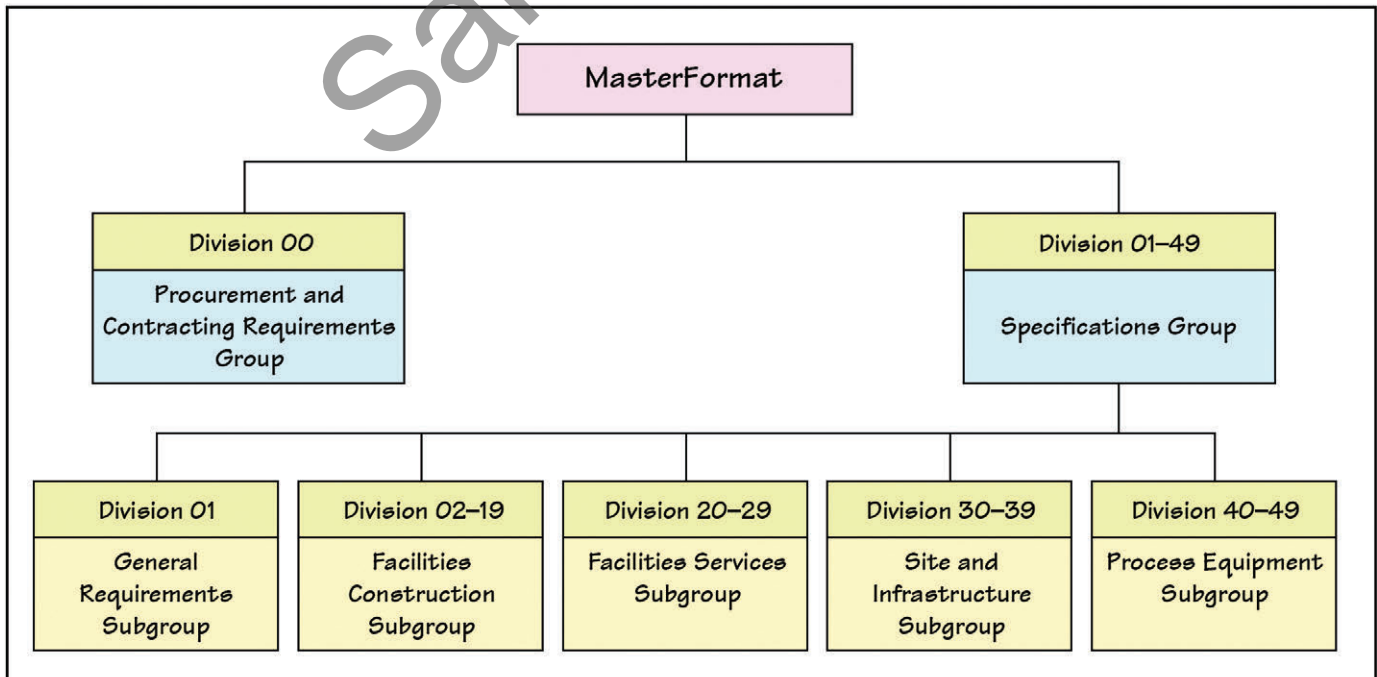 Sa
MasterFormat
Division 00
Procurement and
Contracting Requirements
Group
Division 01–49
Specifications Group
Division 01
General
Requirements
Subgroup
Division 02–19
Facilities
Construction
Subgroup
Division 20–29
Facilities Services
Subgroup
Division 30–39
Site and
Infrastructure
Subgroup
Division 40–49
Process Equipment
Subgroup